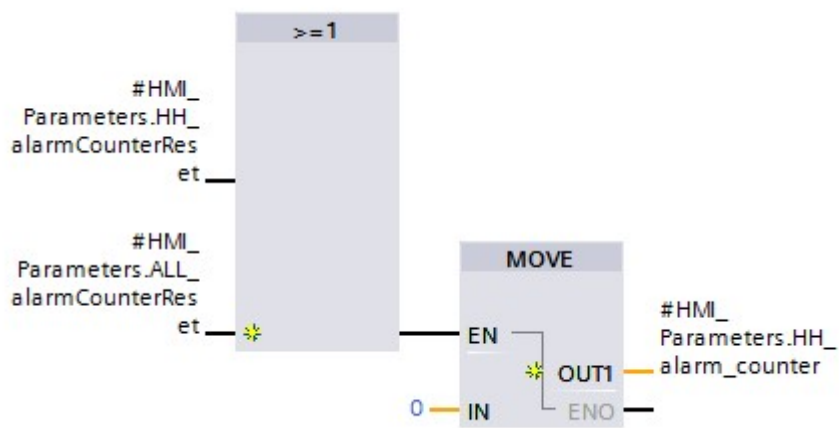 >=1
#HMI_
Parameters.HH_
alarmCounterRes
et
#HMI_
Parameters.ALL_
alarmCounterRes
et
MOVE
EN
OUT1
#HMI_
Parameters.HH_
alarm_counter
0
IN
ENO